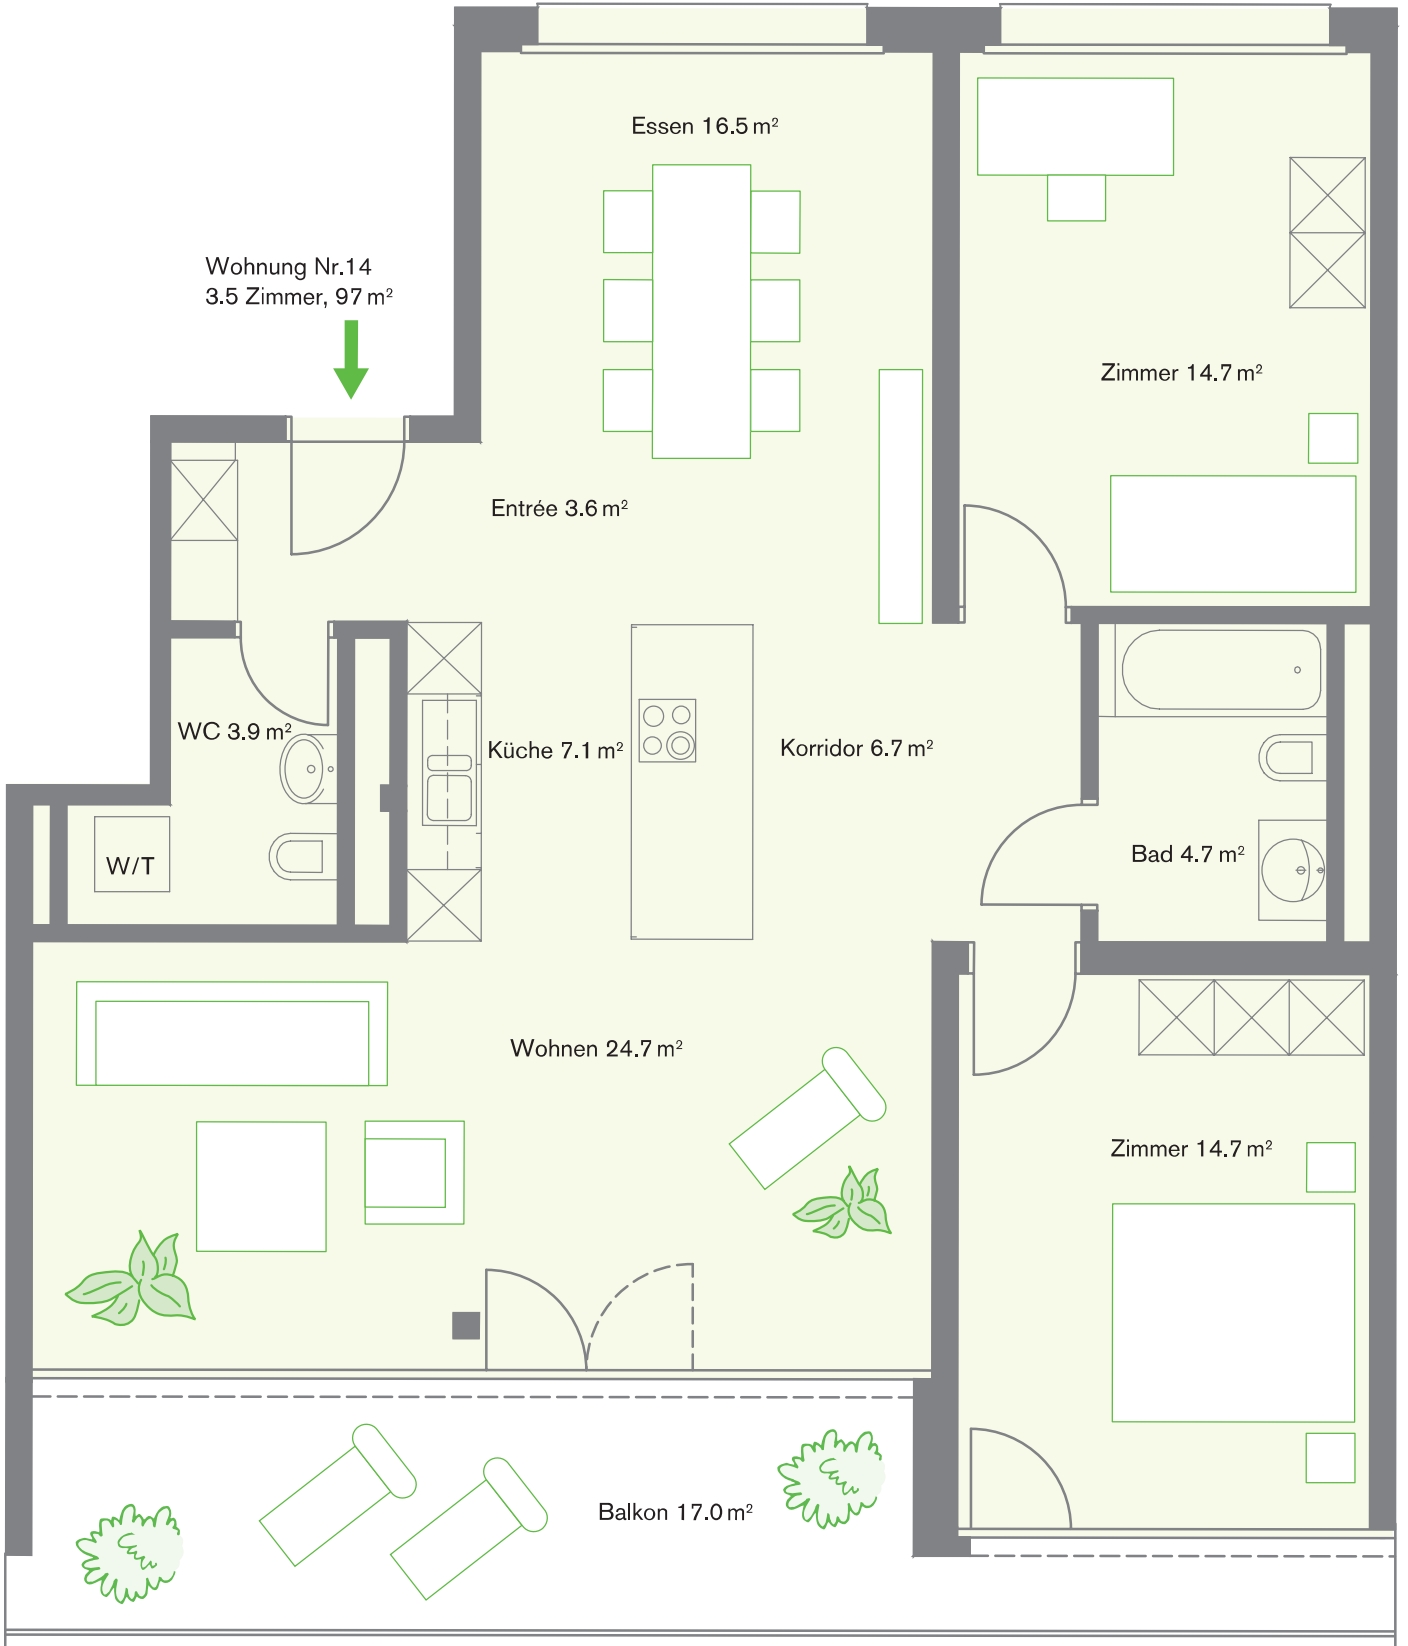 Essen 16.5 m²
Wohnung Nr.14
3.5 Zimmer, 97 m²
Zimmer 14.7 m²
Entrée 3.6 m²
WC 3.9 m²
Küche 7.1 m²
Korridor 6.7 m²
Bad 4.7 m²
W/T
Wohnen 24.7 m²
Zimmer 14.7 m²
Balkon 17.0 m²